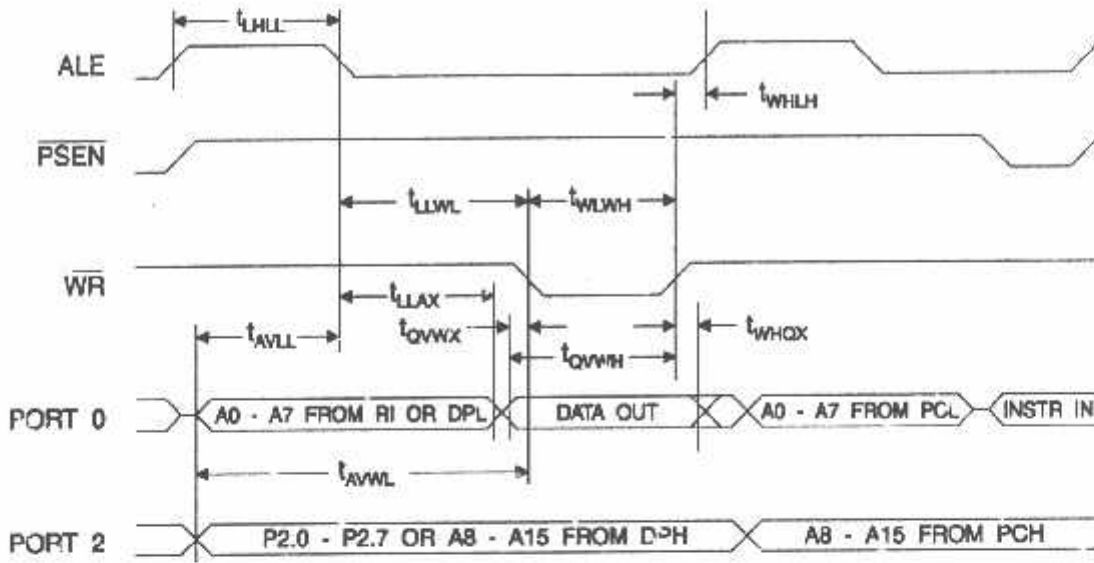 tLHLL
ALE
tWHLH
PSEN
tLLWL
tWLWH
WR
tLLAX
tAVLL
tQVWX
tWHQX
tQVWH
PORT 0
A0 - A7 FROM RI OR DPL
DATA OUT
A0 - A7 FROM PCL
INSTR IN
tAVWL
PORT 2
P2.0 - P2.7 OR A8 - A15 FROM DPH
A8 - A15 FROM PCH